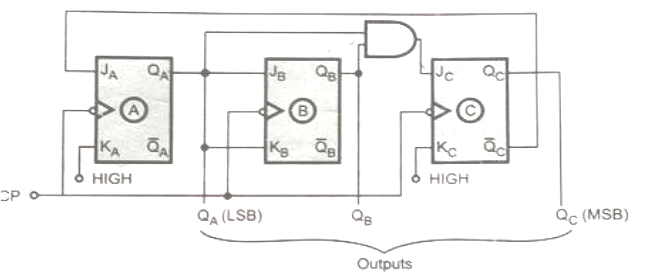 J_A Q_A J_B Q_B J_C Q_C
A B C
K_A Q̅_A K_B Q̅_B K_C Q̅_C
HIGH HIGH
CP
Q_A (LSB) Q_B Q_C (MSB)
Outputs